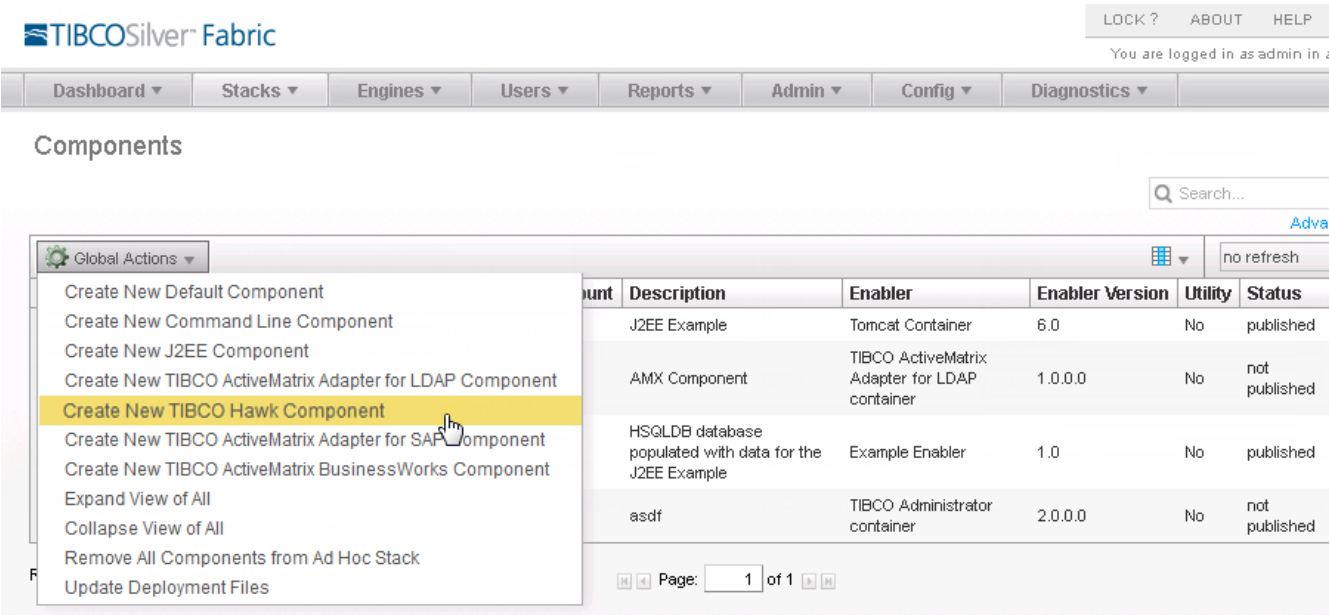 LOCK ? ABOUT HELP
TIBCOSilver™ Fabric
You are logged in as admin in a
Dashboard Stacks Engines Users Reports Admin Config Diagnostics
Components
Search...
Adva
Global Actions
no refresh
Create New Default Component
Create New Command Line Component
Create New J2EE Component
Create New TIBCO ActiveMatrix Adapter for LDAP Component
Create New TIBCO Hawk Component
Create New TIBCO ActiveMatrix Adapter for SAP Component
Create New TIBCO ActiveMatrix BusinessWorks Component
Expand View of All
Collapse View of All
Remove All Components from Ad Hoc Stack
Update Deployment Files
unt Description Enabler Enabler Version Utility Status
J2EE Example Tomcat Container 6.0 No published
TIBCO ActiveMatrix
AMX Component Adapter for LDAP 1.0.0.0 No not
container published
HSQLDB database
populated with data for the Example Enabler 1.0 No published
J2EE Example
asdf TIBCO Administrator 2.0.0.0 No not
container published
R
Page: 1 of 1